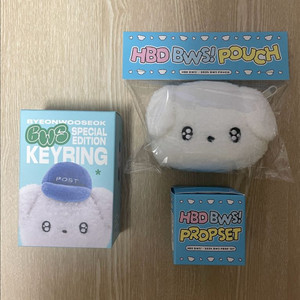 BYEONWOOSEOK
BWS SPECIAL
EDITION
KEYRING
POST
HBD BWS! POUCH
HBD BWS!
PROPSET